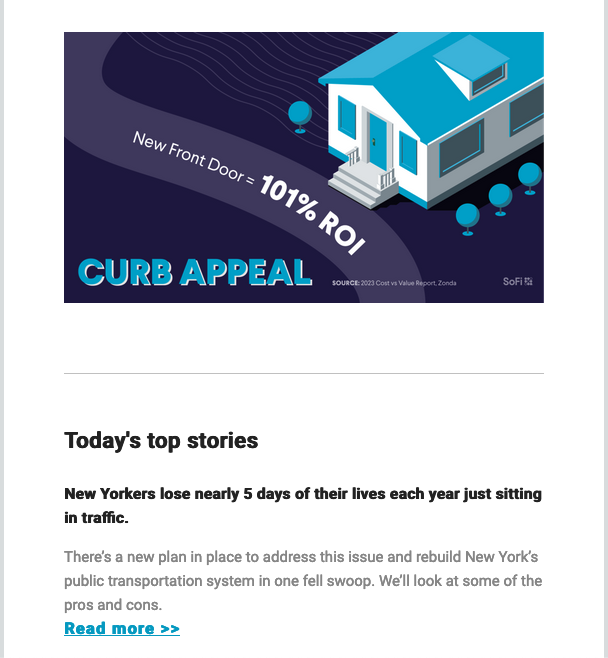 New Front Door = 101% ROI
CURB APPEAL
SOURCE: 2023 Cost vs Value Report, Zonda
SoFi
Today's top stories
New Yorkers lose nearly 5 days of their lives each year just sitting
in traffic.
There’s a new plan in place to address this issue and rebuild New York’s
public transportation system in one fell swoop. We’ll look at some of the
pros and cons.
Read more >>